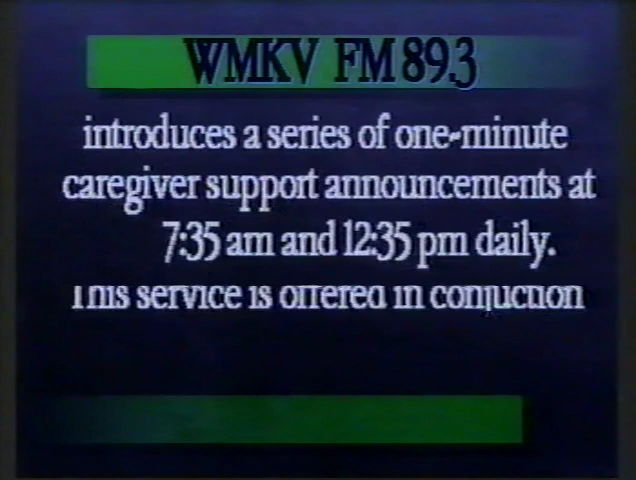 WMKV FM 89.3
introduces a series of one-minute
caregiver support announcements at
7:35 am and 12:35 pm daily.
This service is offered in conjuction